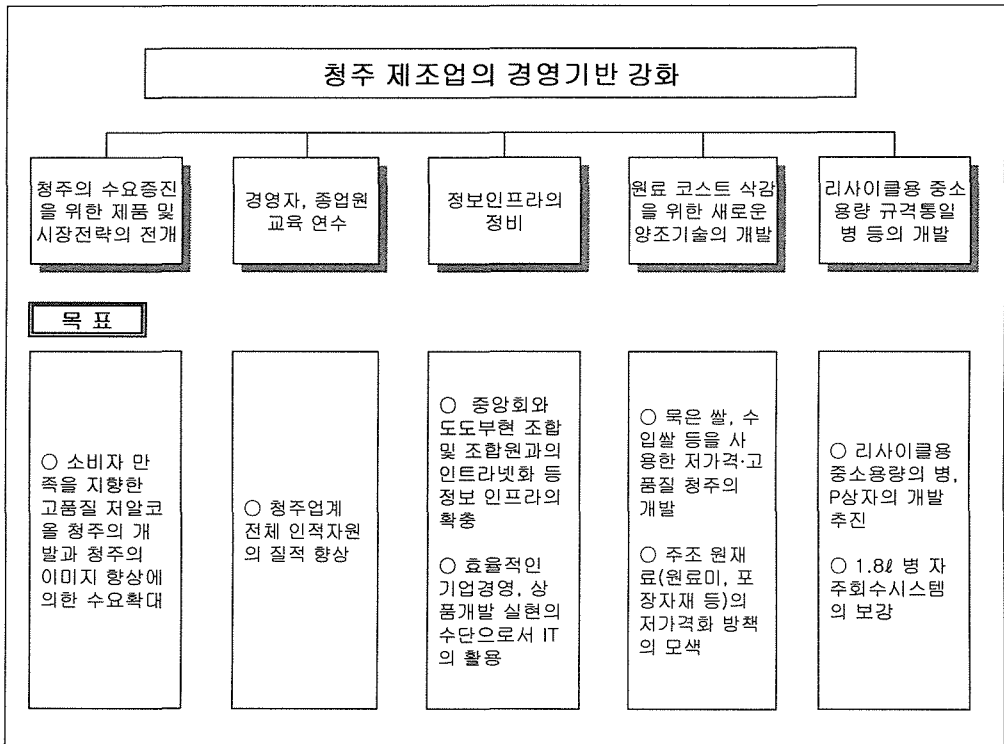 청주 제조업의 경영기반 강화
청주의 수요증진
을 위한 제품 및
시장전략의 전개
경영자, 종업원
교육 연수
정보인프라의
정비
원료 코스트 삭감
을 위한 새로운
양조기술의 개발
리사이클용 중소
용량 규격통일
병 등의 개발
목 표
○ 소비자 만
족을 지향한
고품질 저알코
올 청주의 개
발과 청주의
이미지 향상에
의한 수요확대
○ 청주업계
전체 인적자원
의 질적 향상
○ 중앙회와
도도부현 조합
및 조합원과의
인트라넷화 등
정보 인프라의
확충
○ 효율적인
기업경영, 상
품개발 실현의
수단으로서 IT
의 활용
○ 묵은 쌀, 수
입쌀 등을 사
용한 저가격·고
품질 청주의
개발
○ 주조 원재
료(원료미, 포
장자재 등)의
저가격화 방책
의 모색
○ 리사이클용
중소용량의 병,
P상자의 개발
추진
○ 1.8ℓ 병 자
주회수시스템
의 보강